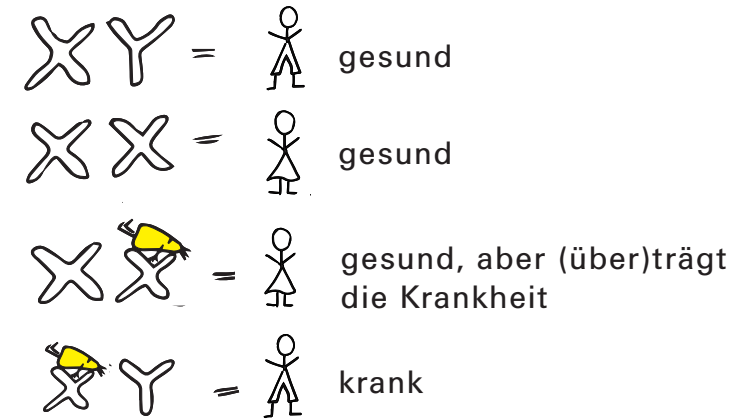 X Y = gesund
X X = gesund
X X = gesund, aber (über)trägt
die Krankheit
X Y = krank